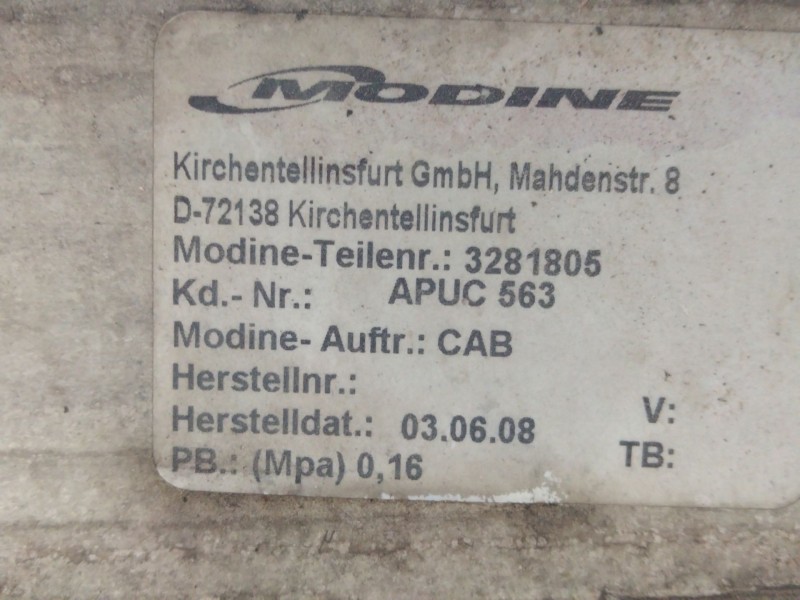 MODINE
Kirchentellinsfurt GmbH, Mahdenstr. 8
D-72138 Kirchentellinsfurt
Modine-Teilenr.: 3281805
Kd.- Nr.: APUC 563
Modine- Auftr.: CAB
Herstellnr.:
V:
Herstelldat.: 03.06.08
TB:
PB.: (Mpa) 0,16